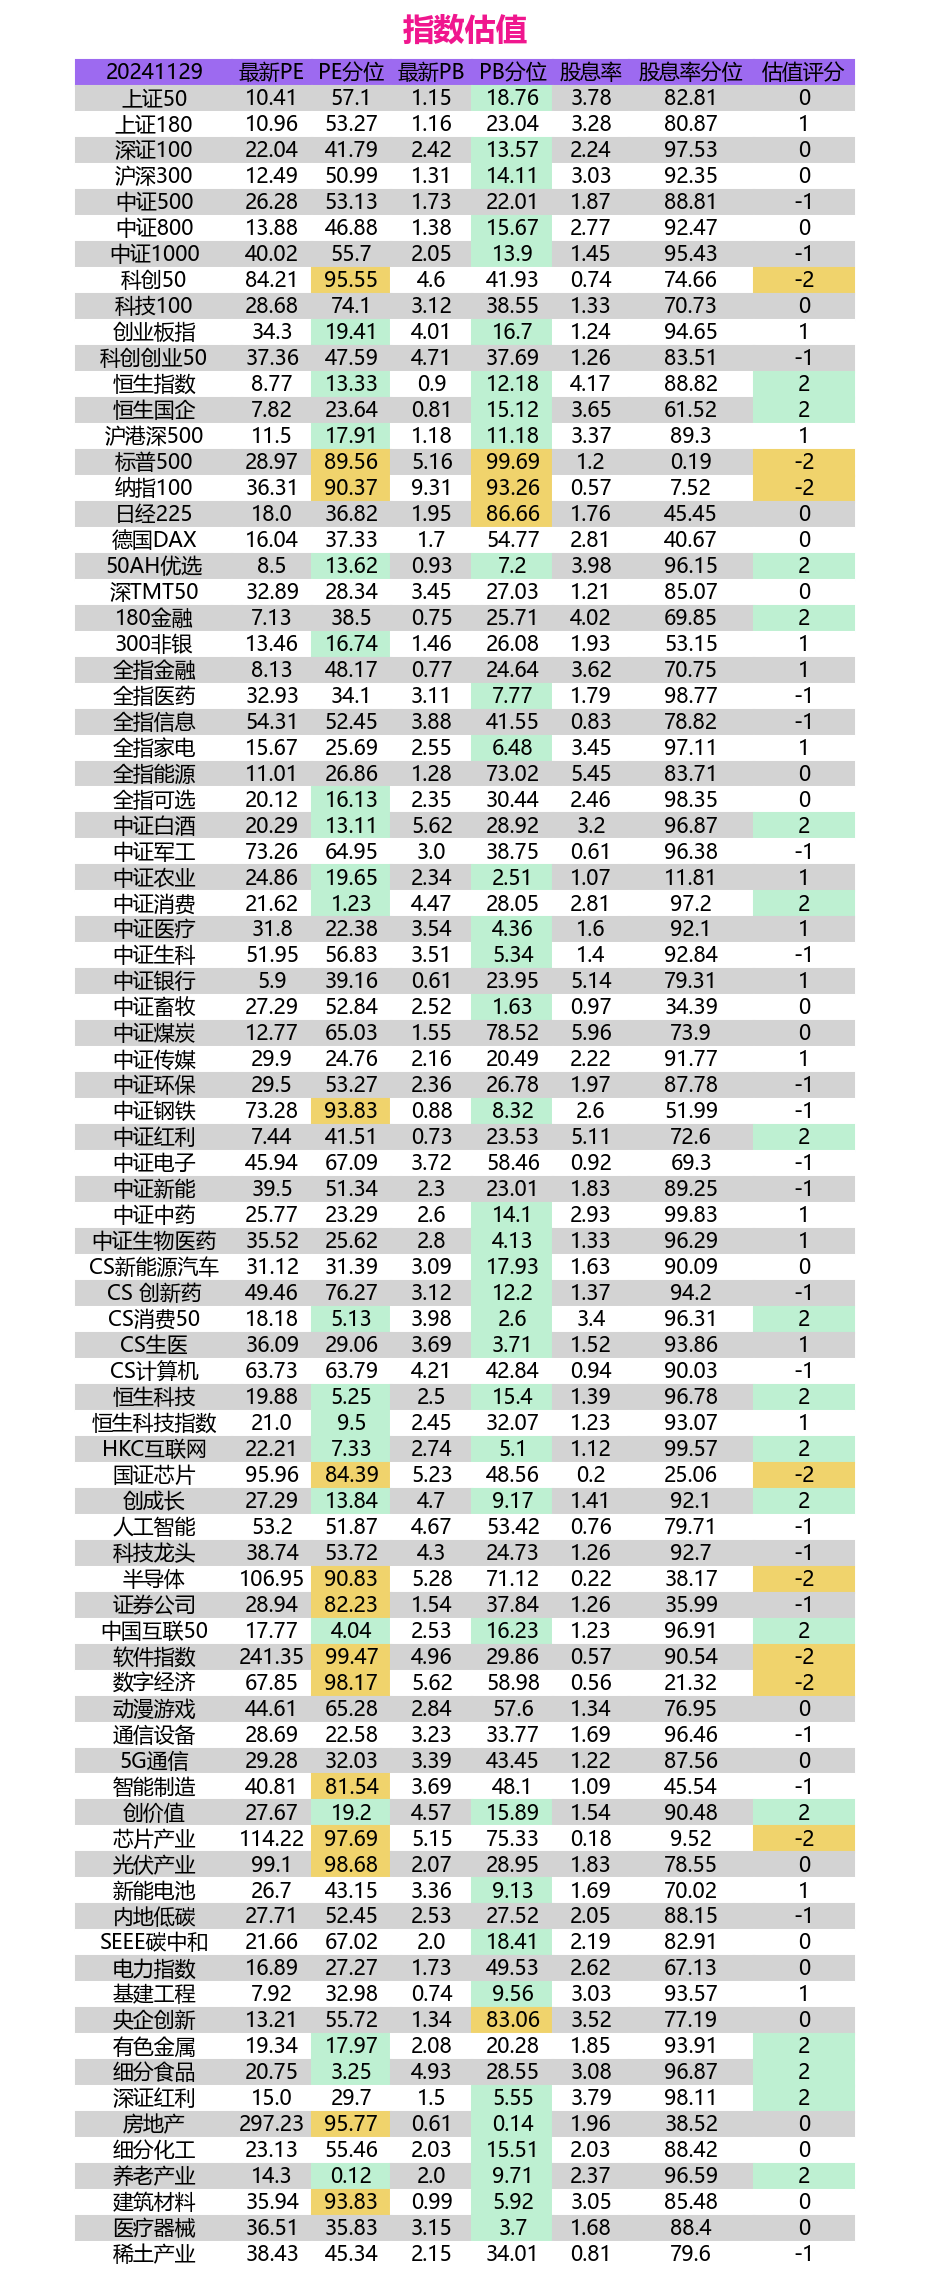 指数估值
20241129 最新PE PE分位 最新PB PB分位 股息率 股息率分位 估值评分
上证50 10.41 57.1 1.15 18.76 3.78 82.81 0
上证180 10.96 53.27 1.16 23.04 3.28 80.87 1
深证100 22.04 41.79 2.42 13.57 2.24 97.53 0
沪深300 12.49 50.99 1.31 14.11 3.03 92.35 0
中证500 26.28 53.13 1.73 22.01 1.87 88.81 -1
中证800 13.88 46.88 1.38 15.67 2.77 92.47 0
中证1000 40.02 55.7 2.05 13.9 1.45 95.43 -1
科创50 84.21 95.55 4.6 41.93 0.74 74.66 -2
科技100 28.68 74.1 3.12 38.55 1.33 70.73 0
创业板指 34.3 19.41 4.01 16.7 1.24 94.65 1
科创创业50 37.36 47.59 4.71 37.69 1.26 83.51 -1
恒生指数 8.77 13.33 0.9 12.18 4.17 88.82 2
恒生国企 7.82 23.64 0.81 15.12 3.65 61.52 2
沪港深500 11.5 17.91 1.18 11.18 3.37 89.3 1
标普500 28.97 89.56 5.16 99.69 1.2 0.19 -2
纳指100 36.31 90.37 9.31 93.26 0.57 7.52 -2
日经225 18.0 36.82 1.95 86.66 1.76 45.45 0
德国DAX 16.04 37.33 1.7 54.77 2.81 40.67 0
50AH优选 8.5 13.62 0.93 7.2 3.98 96.15 2
深TMT50 32.89 28.34 3.45 27.03 1.21 85.07 0
180金融 7.13 38.5 0.75 25.71 4.02 69.85 2
300非银 13.46 16.74 1.46 26.08 1.93 53.15 1
全指金融 8.13 48.17 0.77 24.64 3.62 70.75 1
全指医药 32.93 34.1 3.11 7.77 1.79 98.77 -1
全指信息 54.31 52.45 3.88 41.55 0.83 78.82 -1
全指家电 15.67 25.69 2.55 6.48 3.45 97.11 1
全指能源 11.01 26.86 1.28 73.02 5.45 83.71 0
全指可选 20.12 16.13 2.35 30.44 2.46 98.35 0
中证白酒 20.29 13.11 5.62 28.92 3.2 96.87 2
中证军工 73.26 64.95 3.0 38.75 0.61 96.38 -1
中证农业 24.86 19.65 2.34 2.51 1.07 11.81 1
中证消费 21.62 1.23 4.47 28.05 2.81 97.2 2
中证医疗 31.8 22.38 3.54 4.36 1.6 92.1 1
中证生科 51.95 56.83 3.51 5.34 1.4 92.84 -1
中证银行 5.9 39.16 0.61 23.95 5.14 79.31 1
中证畜牧 27.29 52.84 2.52 1.63 0.97 34.39 0
中证煤炭 12.77 65.03 1.55 78.52 5.96 73.9 0
中证传媒 29.9 24.76 2.16 20.49 2.22 91.77 1
中证环保 29.5 53.27 2.36 26.78 1.97 87.78 -1
中证钢铁 73.28 93.83 0.88 8.32 2.6 51.99 -1
中证红利 7.44 41.51 0.73 23.53 5.11 72.6 2
中证电子 45.94 67.09 3.72 58.46 0.92 69.3 -1
中证新能 39.5 51.34 2.3 23.01 1.83 89.25 -1
中证中药 25.77 23.29 2.6 14.1 2.93 99.83 1
中证生物医药 35.52 25.62 2.8 4.13 1.33 96.29 1
CS新能源汽车 31.12 31.39 3.09 17.93 1.63 90.09 0
CS 创新药 49.46 76.27 3.12 12.2 1.37 94.2 -1
CS消费50 18.18 5.13 3.98 2.6 3.4 96.31 2
CS生医 36.09 29.06 3.69 3.71 1.52 93.86 1
CS计算机 63.73 63.79 4.21 42.84 0.94 90.03 -1
恒生科技 19.88 5.25 2.5 15.4 1.39 96.78 2
恒生科技指数 21.0 9.5 2.45 32.07 1.23 93.07 1
HKC互联网 22.21 7.33 2.74 5.1 1.12 99.57 2
国证芯片 95.96 84.39 5.23 48.56 0.2 25.06 -2
创成长 27.29 13.84 4.7 9.17 1.41 92.1 2
人工智能 53.2 51.87 4.67 53.42 0.76 79.71 -1
科技龙头 38.74 53.72 4.3 24.73 1.26 92.7 -1
半导体 106.95 90.83 5.28 71.12 0.22 38.17 -2
证券公司 28.94 82.23 1.54 37.84 1.26 35.99 -1
中国互联50 17.77 4.04 2.53 16.23 1.23 96.91 2
软件指数 241.35 99.47 4.96 29.86 0.57 90.54 -2
数字经济 67.85 98.17 5.62 58.98 0.56 21.32 -2
动漫游戏 44.61 65.28 2.84 57.6 1.34 76.95 0
通信设备 28.69 22.58 3.23 33.77 1.69 96.46 -1
5G通信 29.28 32.03 3.39 43.45 1.22 87.56 0
智能制造 40.81 81.54 3.69 48.1 1.09 45.54 -1
创价值 27.67 19.2 4.57 15.89 1.54 90.48 2
芯片产业 114.22 97.69 5.15 75.33 0.18 9.52 -2
光伏产业 99.1 98.68 2.07 28.95 1.83 78.55 0
新能电池 26.7 43.15 3.36 9.13 1.69 70.02 1
内地低碳 27.71 52.45 2.53 27.52 2.05 88.15 -1
SEEE碳中和 21.66 67.02 2.0 18.41 2.19 82.91 0
电力指数 16.89 27.27 1.73 49.53 2.62 67.13 0
基建工程 7.92 32.98 0.74 9.56 3.03 93.57 1
央企创新 13.21 55.72 1.34 83.06 3.52 77.19 0
有色金属 19.34 17.97 2.08 20.28 1.85 93.91 2
细分食品 20.75 3.25 4.93 28.55 3.08 96.87 2
深证红利 15.0 29.7 1.5 5.55 3.79 98.11 2
房地产 297.23 95.77 0.61 0.14 1.96 38.52 0
细分化工 23.13 55.46 2.03 15.51 2.03 88.42 0
养老产业 14.3 0.12 2.0 9.71 2.37 96.59 2
建筑材料 35.94 93.83 0.99 5.92 3.05 85.48 0
医疗器械 36.51 35.83 3.15 3.7 1.68 88.4 0
稀土产业 38.43 45.34 2.15 34.01 0.81 79.6 -1